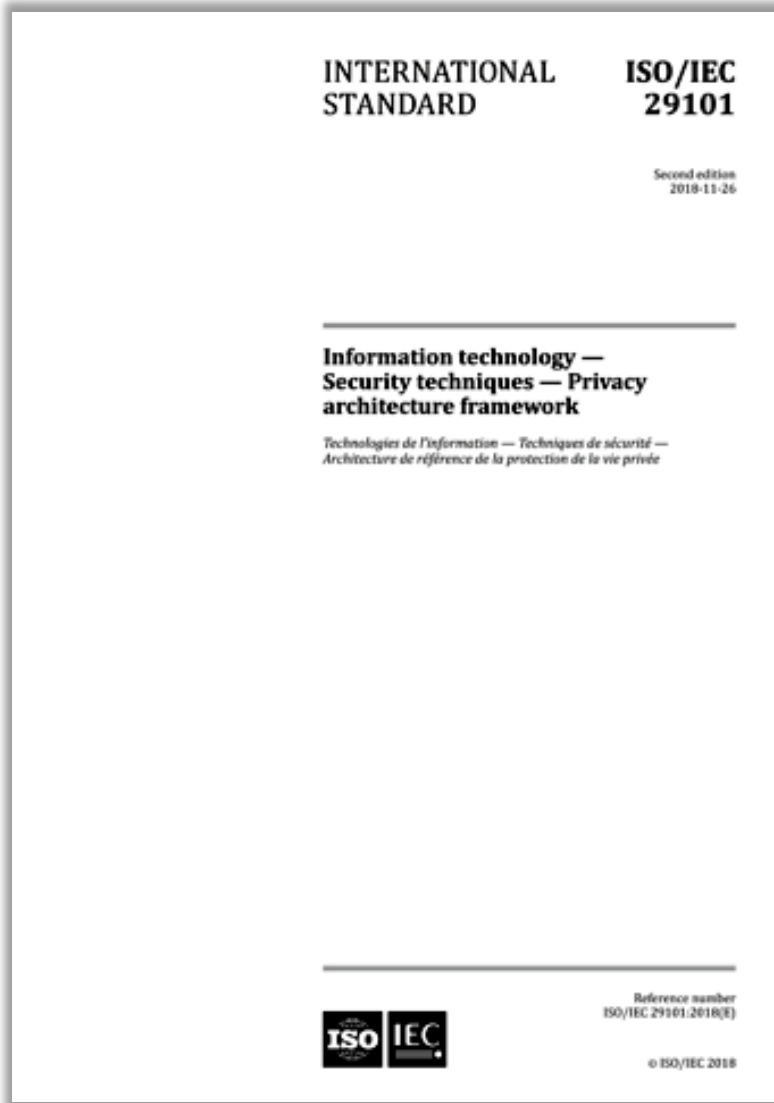 INTERNATIONAL STANDARD
ISO/IEC 29101
Second edition
2018-11-26
Information technology —
Security techniques — Privacy
architecture framework
Technologies de l'information — Techniques de sécurité —
Architecture de référence de la protection de la vie privée
Reference number
ISO/IEC 29101:2018(E)
ISO
IEC
© ISO/IEC 2018